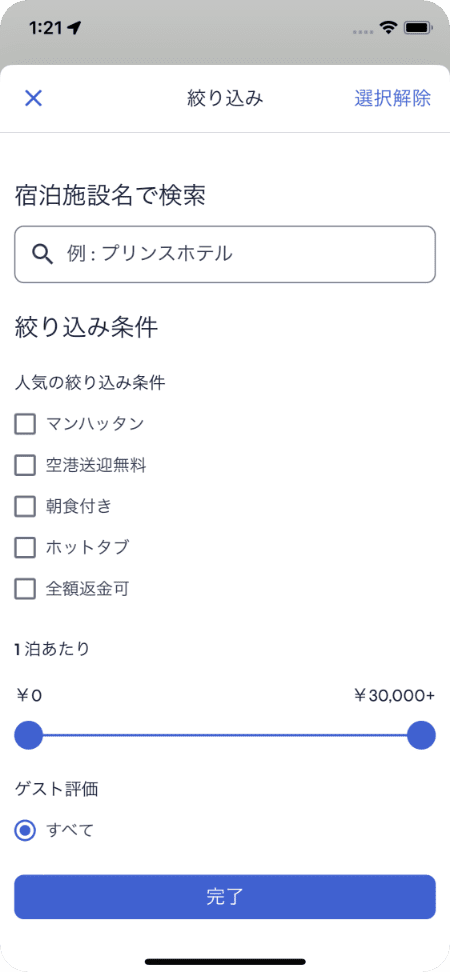 1:21
絞り込み
選択解除
宿泊施設名で検索
例 : プリンスホテル
絞り込み条件
人気の絞り込み条件
マンハッタン
空港送迎無料
朝食付き
ホットタブ
全額返金可
1 泊あたり
￥0
￥30,000+
ゲスト評価
すべて
完了